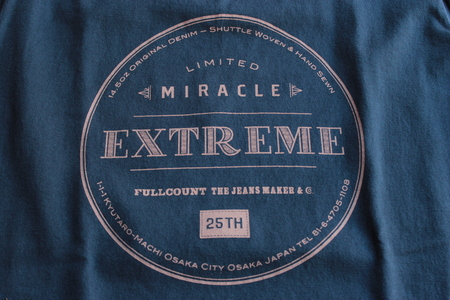 14.5oz Original Denim – Shuttle Woven & Hand Sewn
LIMITED
MIRACLE
EXTREME
FULLCOUNT THE JEANS MAKER & C
25TH
1-1-1 Kyutaro-Machi Osaka City Osaka Japan Tel 81-6-4705-1108